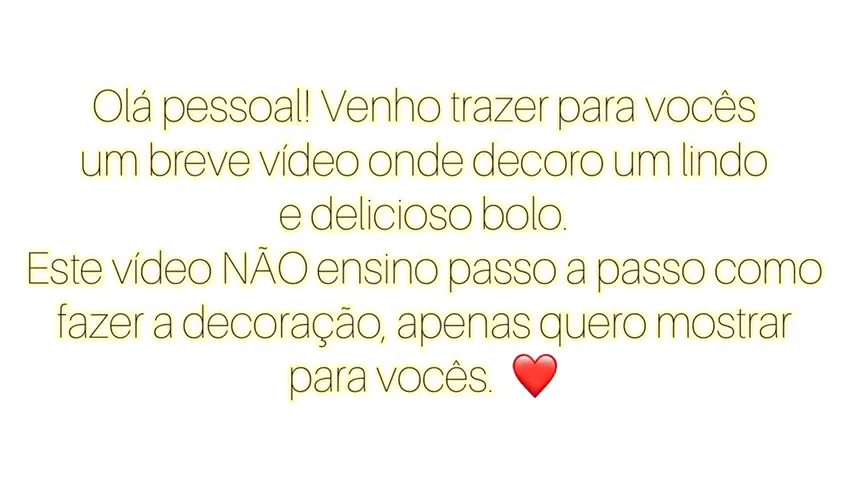 Olá pessoal! Venho trazer para vocês
um breve vídeo onde decoro um lindo
e delicioso bolo.
Este vídeo NÃO ensino passo a passo como
fazer a decoração, apenas quero mostrar
para vocês. ❤️